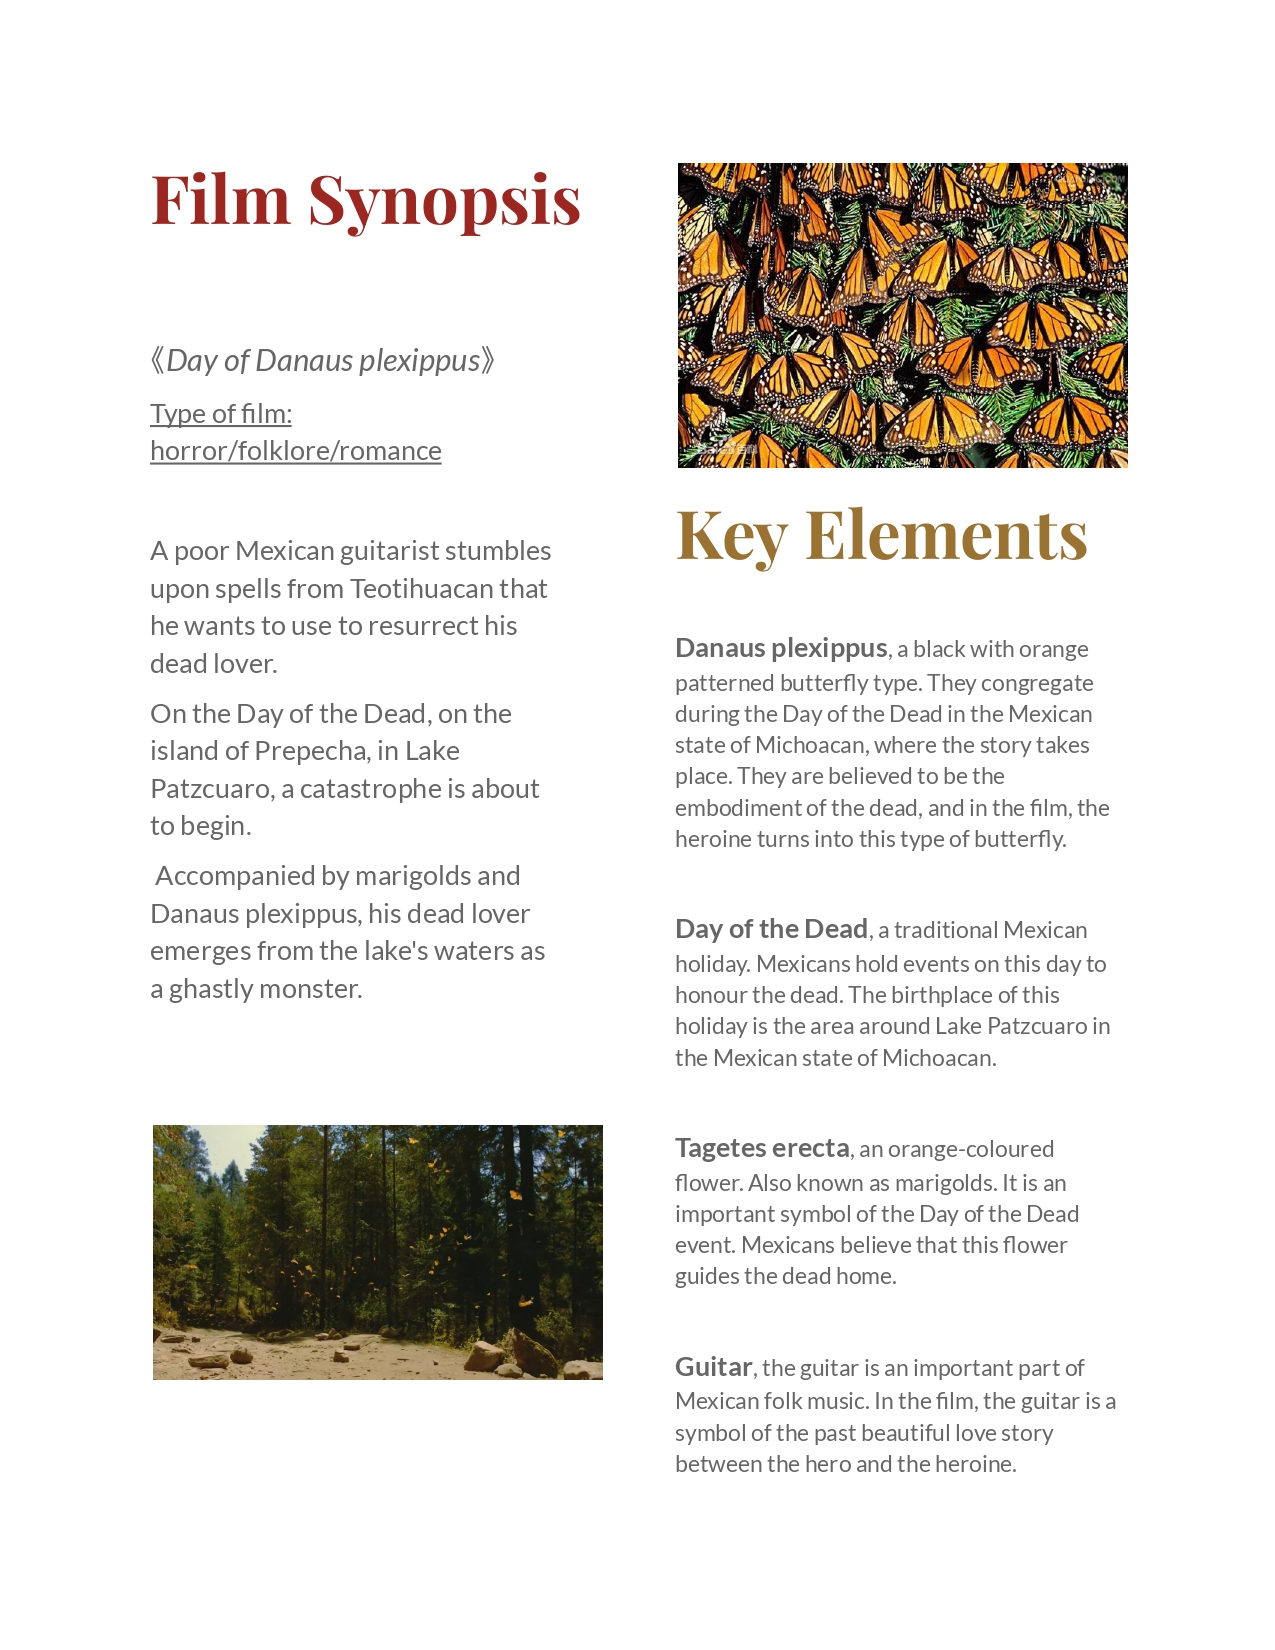 Film Synopsis
《Day of Danaus plexippus》
Type of film:
horror/folklore/romance
A poor Mexican guitarist stumbles
upon spells from Teotihuacan that
he wants to use to resurrect his
dead lover.
On the Day of the Dead, on the
island of Prepecha, in Lake
Patzcuaro, a catastrophe is about
to begin.
Accompanied by marigolds and
Danaus plexippus, his dead lover
emerges from the lake's waters as
a ghastly monster.
Key Elements
Danaus plexippus, a black with orange
patterned butterfly type. They congregate
during the Day of the Dead in the Mexican
state of Michoacan, where the story takes
place. They are believed to be the
embodiment of the dead, and in the film, the
heroine turns into this type of butterfly.
Day of the Dead, a traditional Mexican
holiday. Mexicans hold events on this day to
honour the dead. The birthplace of this
holiday is the area around Lake Patzcuaro in
the Mexican state of Michoacan.
Tagetes erecta, an orange-coloured
flower. Also known as marigolds. It is an
important symbol of the Day of the Dead
event. Mexicans believe that this flower
guides the dead home.
Guitar, the guitar is an important part of
Mexican folk music. In the film, the guitar is a
symbol of the past beautiful love story
between the hero and the heroine.